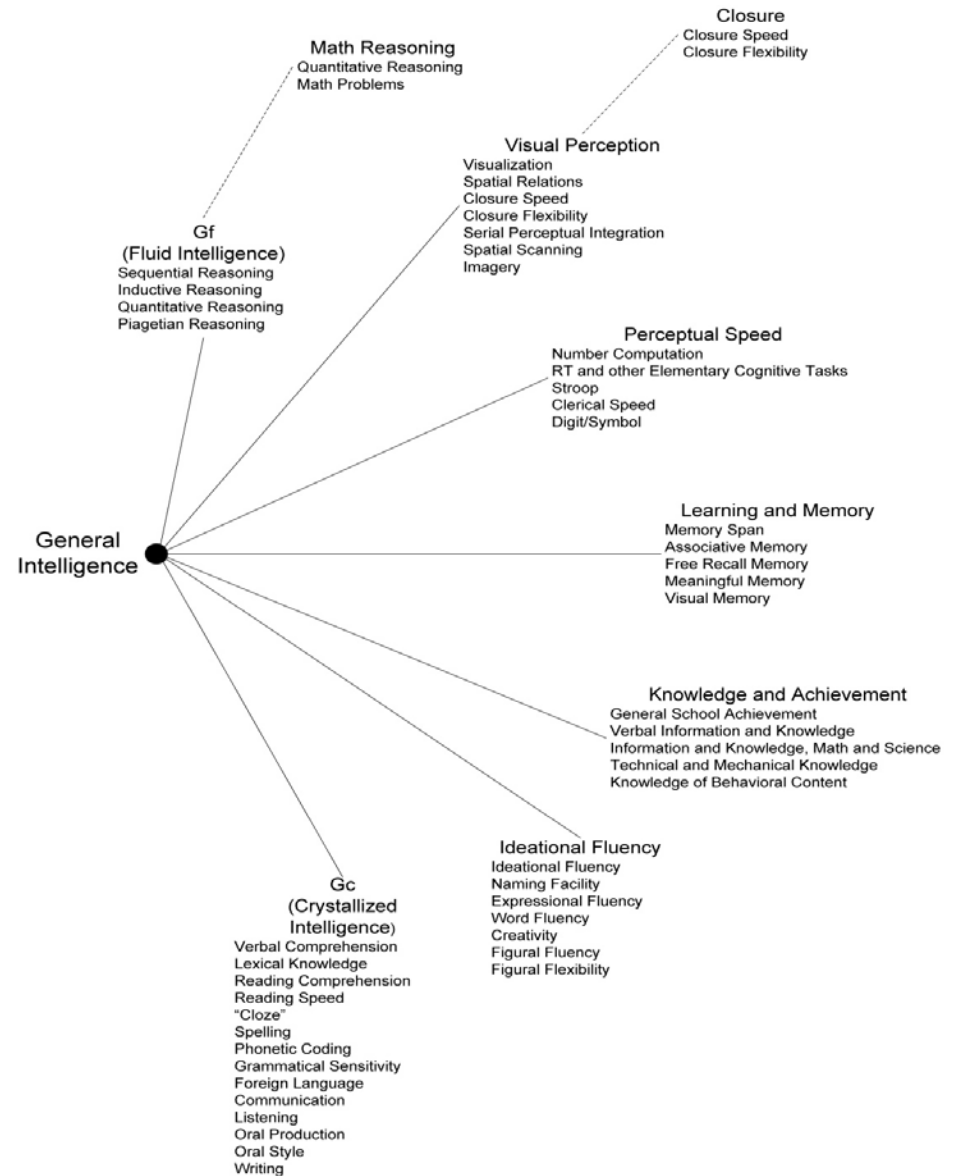 Closure
Closure Speed
Closure Flexibility
Math Reasoning
Quantitative Reasoning
Math Problems
Visual Perception
Visualization
Spatial Relations
Closure Speed
Closure Flexibility
Serial Perceptual Integration
Spatial Scanning
Imagery
Gf
(Fluid Intelligence)
Sequential Reasoning
Inductive Reasoning
Quantitative Reasoning
Piagetian Reasoning
Perceptual Speed
Number Computation
RT and other Elementary Cognitive Tasks
Stroop
Clerical Speed
Digit/Symbol
Learning and Memory
Memory Span
Associative Memory
Free Recall Memory
Meaningful Memory
Visual Memory
General
Intelligence
Knowledge and Achievement
General School Achievement
Verbal Information and Knowledge
Information and Knowledge, Math and Science
Technical and Mechanical Knowledge
Knowledge of Behavioral Content
Ideational Fluency
Ideational Fluency
Naming Facility
Expressional Fluency
Word Fluency
Creativity
Figural Fluency
Figural Flexibility
Gc
(Crystallized
Intelligence)
Verbal Comprehension
Lexical Knowledge
Reading Comprehension
Reading Speed
“Cloze”
Spelling
Phonetic Coding
Grammatical Sensitivity
Foreign Language
Communication
Listening
Oral Production
Oral Style
Writing